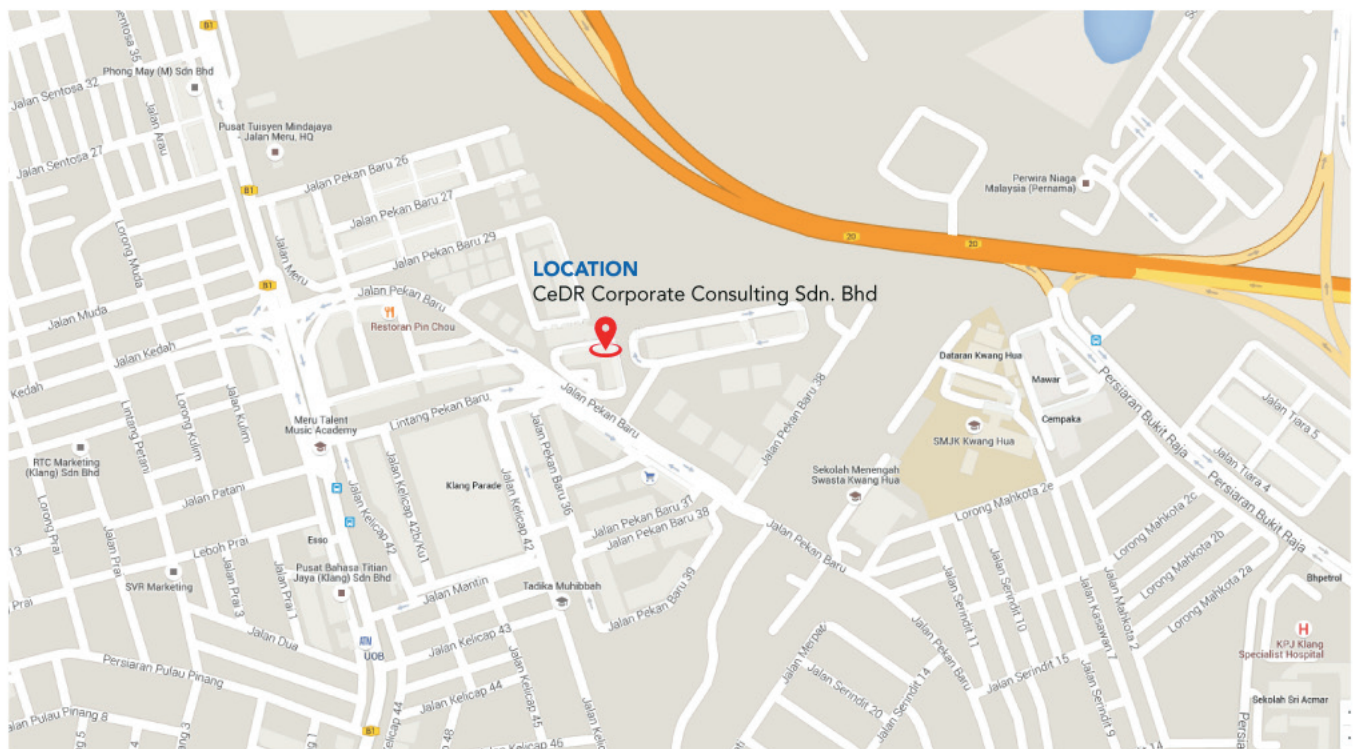 B1
Jalan Sentosa 35
Phong May (M) Sdn Bhd
Jalan Sentosa 32
Jalan Arau
Pusat Tuisyen Mindajaya
- Jalan Meru, HQ
Jalan Sentosa 27
Jalan Pekan Baru 26
B1
Perwira Niaga
Malaysia (Pernama)
Jalan Pekan Baru 27
Lorong Muda
Jalan Meru
Jalan Pekan Baru 29
20
20
LOCATION
CeDR Corporate Consulting Sdn. Bhd
B1
Jalan Pekan Baru
Jalan Muda
Restoran Pin Chou
Jalan Kedah
Kedah
Dataran Kwang Hua
Mawar
Persiaran Bukit Raja
Jalan Pekan Baru 38
Jalan Pekan Baru
Lintang Pekan Baru
Lintang Petani
Lorong Kulim
Jalan Kulim
Meru Talent
Music Academy
Cempaka
SMJK Kwang Hua
Jalan Tiara 5
Jalan Tiara 4
RTC Marketing
(Klang) Sdn Bhd
Jalan Patani
Klang Parade
Sekolah Menengah
Swasta Kwang Hua
Persiaran Bukit Raja
Lorong Mahkota 2e
Lorong Mahkota 2c
Lorong Mahkota 2b
Lorong Mahkota 2a
Jalan Kelicap 42
Jalan Kelicap 42b/Ku1
Jalan Kelicap 42
Jalan Pekan Baru 36
Jalan Pekan Baru 37
Jalan Pekan Baru 38
Jalan Pekan Baru
Lorong Prai
Jalan Prai
13
Leboh Prai
Esso
Prai
SVR Marketing
Jalan Prai 3
Jalan Prai 1
Pusat Bahasa Titian
Jaya (Klang) Sdn Bhd
Jalan Mantin
Tadika Muhibbah
Jalan Pekan Baru 39
Bhpetrol
Jalan Dua
ATM
UOB
Jalan Kelicap 43
Jalan Merpati
Jalan Serindit 11
Jalan Serindit 10
Jalan Kasawari 7
Jalan Mahkota 2
H
KPJ Klang
Specialist Hospital
Persiaran Pulau Pinang
Jalan Kelicap 44
Jalan Serindit 14
Jalan Pekan Baru
Jalan Serindit 15
Jalan Serindit 20
Jalan Serindit 9
Sekolah Sri Acmar
Jalan Pulau Pinang 8
B1
Jalan Kelicap 45
Jalan Kelicap 46